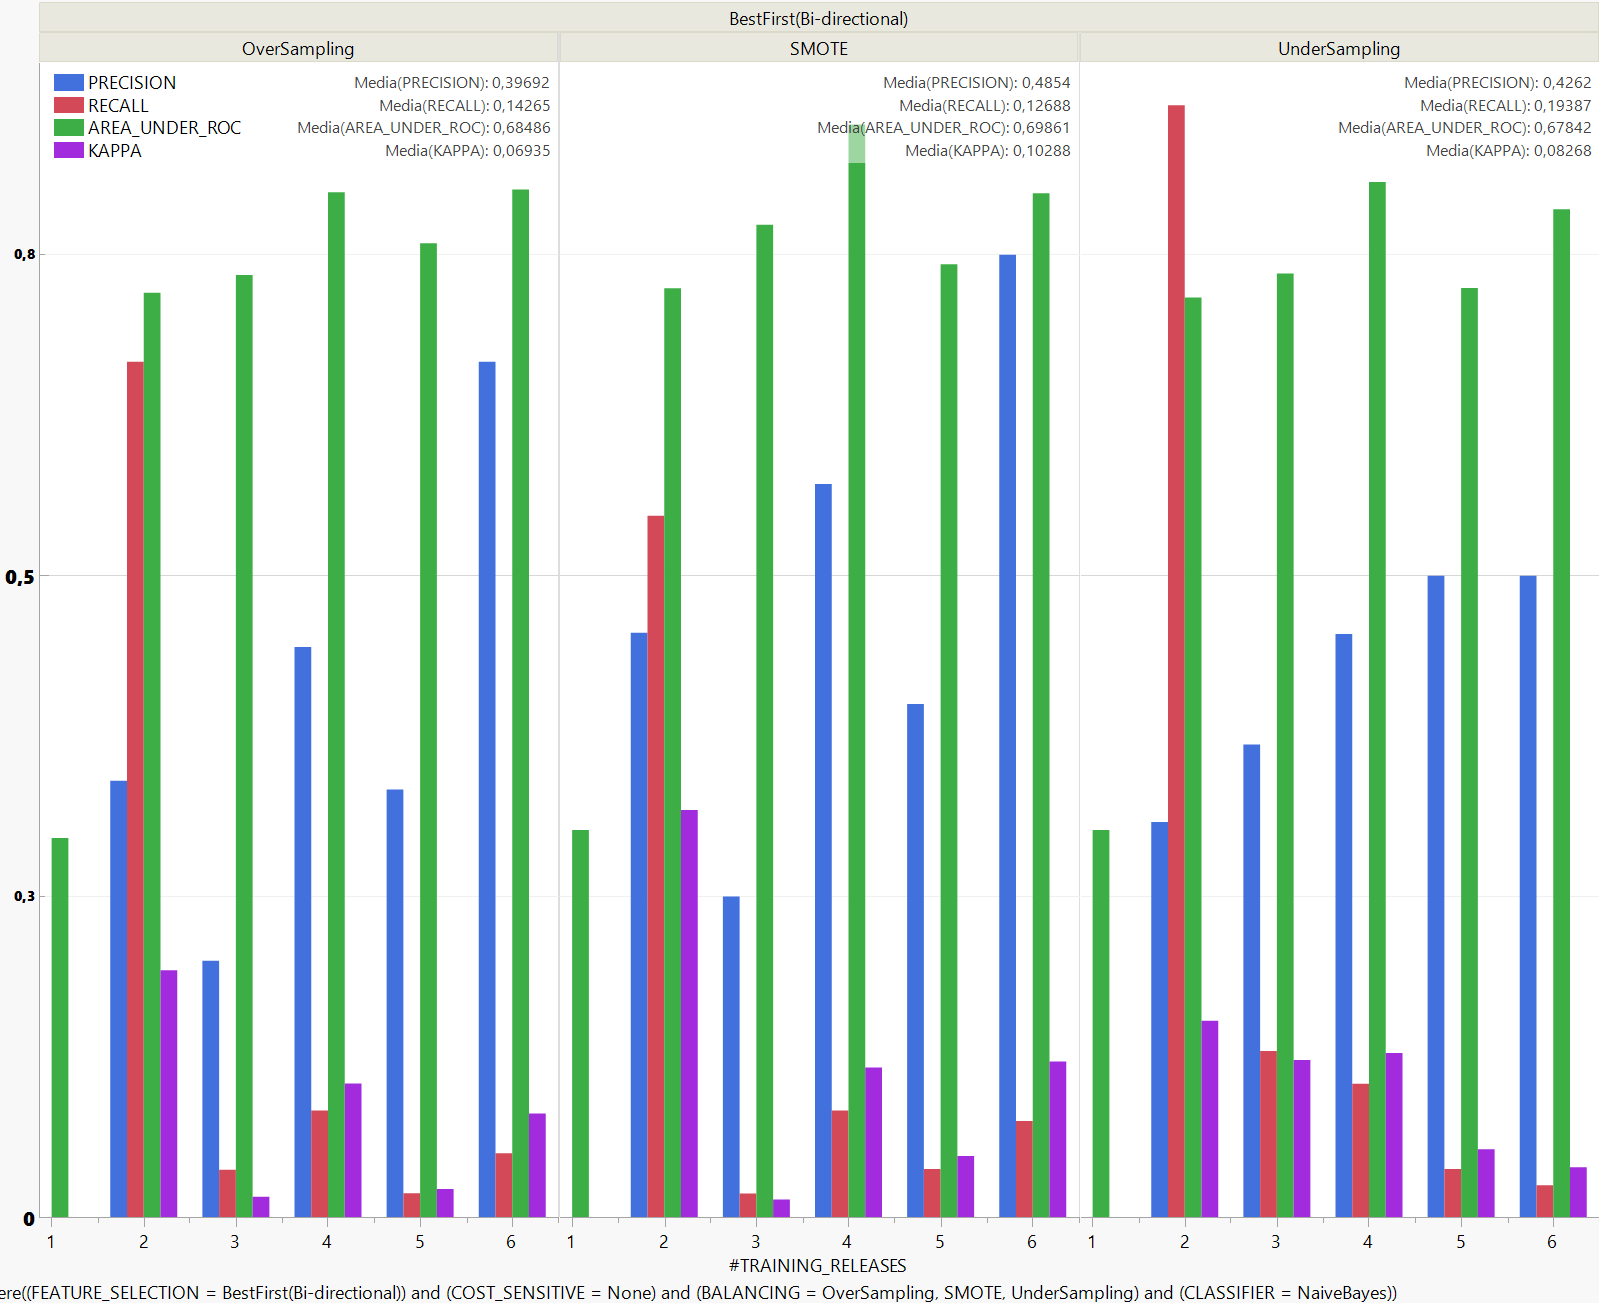 BestFirst(Bi-directional)
OverSampling SMOTE UnderSampling
PRECISION
RECALL
AREA_UNDER_ROC
KAPPA
Media(PRECISION): 0,39692
Media(RECALL): 0,14265
Media(AREA_UNDER_ROC): 0,68486
Media(KAPPA): 0,06935
Media(PRECISION): 0,4854
Media(RECALL): 0,12688
Media(AREA_UNDER_ROC): 0,69861
Media(KAPPA): 0,10288
Media(PRECISION): 0,4262
Media(RECALL): 0,19387
Media(AREA_UNDER_ROC): 0,67842
Media(KAPPA): 0,08268
0,8
0,5
0,3
0
1 2 3 4 5 6 1 2 3 4 5 6 1 2 3 4 5 6
#TRAINING_RELEASES
ere((FEATURE_SELECTION = BestFirst(Bi-directional)) and (COST_SENSITIVE = None) and (BALANCING = OverSampling, SMOTE, UnderSampling) and (CLASSIFIER = NaiveBayes))